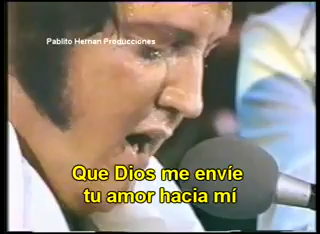 Pablito Hernan Producciones
Que Dios me envíe
tu amor hacia mí